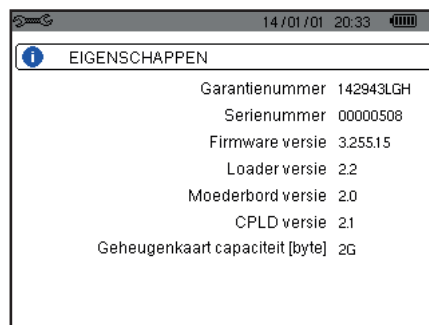 14/01/01 20:33
EIGENSCHAPPEN
Garantienummer 142943LGH
Serienummer 00000508
Firmware versie 3.255.15
Loader versie 2.2
Moederbord versie 2.0
CPLD versie 2.1
Geheugenkaart capaciteit [byte] 2G